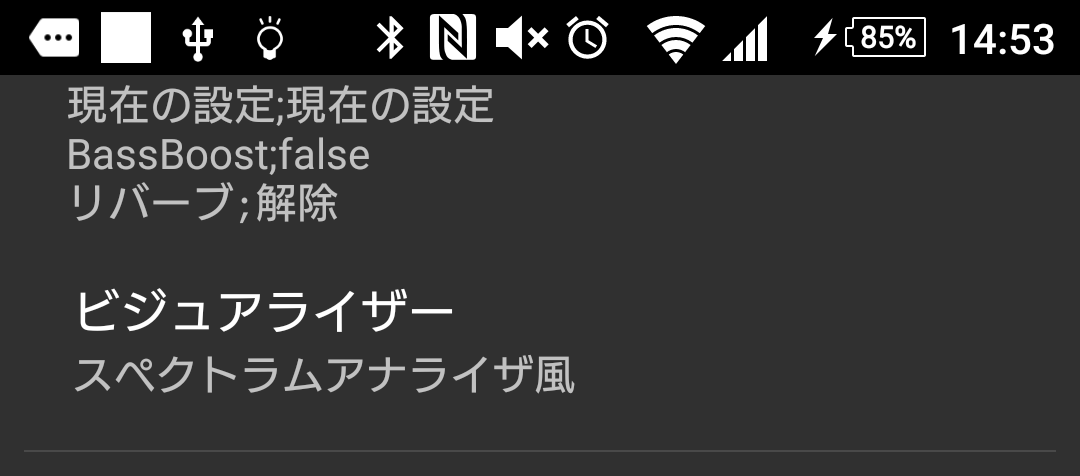 85% 14:53
現在の設定;現在の設定
BassBoost;false
リバーブ;解除
ビジュアライザー
スペクトラムアナライザ風